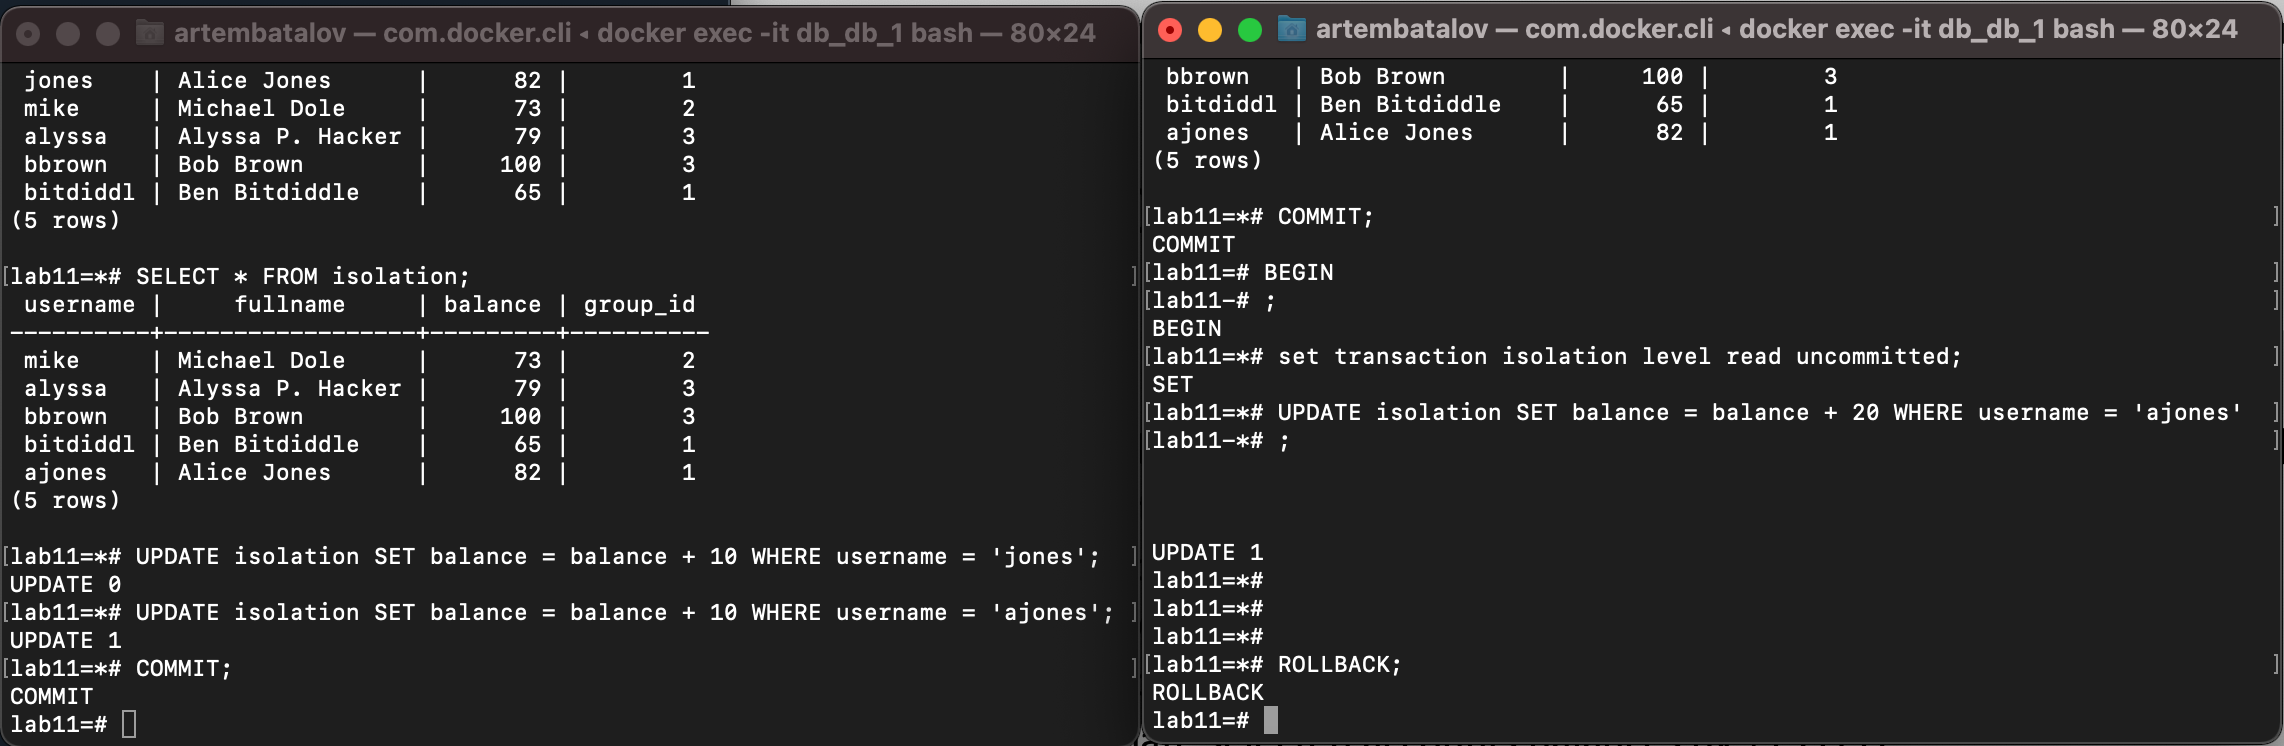 artembatalov — com.docker.cli ◂ docker exec -it db_db_1 bash — 80×24
 jones    | Alice Jones      |      82 |        1
 mike     | Michael Dole     |      73 |        2
 alyssa   | Alyssa P. Hacker |      79 |        3
 bbrown   | Bob Brown        |     100 |        3
 bitdiddl | Ben Bitdiddle    |      65 |        1
(5 rows)
[lab11=*# SELECT * FROM isolation; ]
 username |     fullname     | balance | group_id
----------+------------------+---------+----------
 mike     | Michael Dole     |      73 |        2
 alyssa   | Alyssa P. Hacker |      79 |        3
 bbrown   | Bob Brown        |     100 |        3
 bitdiddl | Ben Bitdiddle    |      65 |        1
 ajones   | Alice Jones      |      82 |        1
(5 rows)
[lab11=*# UPDATE isolation SET balance = balance + 10 WHERE username = 'jones'; ]
UPDATE 0
[lab11=*# UPDATE isolation SET balance = balance + 10 WHERE username = 'ajones'; ]
UPDATE 1
[lab11=*# COMMIT; ]
COMMIT
lab11=#
artembatalov — com.docker.cli ◂ docker exec -it db_db_1 bash — 80×24
 bbrown   | Bob Brown        |     100 |        3
 bitdiddl | Ben Bitdiddle    |      65 |        1
 ajones   | Alice Jones      |      82 |        1
(5 rows)
[lab11=*# COMMIT; ]
COMMIT
[lab11=# BEGIN ]
[lab11-# ; ]
BEGIN
[lab11=*# set transaction isolation level read uncommitted; ]
SET
[lab11=*# UPDATE isolation SET balance = balance + 20 WHERE username = 'ajones' ]
[lab11-*# ; ]
UPDATE 1
lab11=*#
lab11=*#
lab11=*#
[lab11=*# ROLLBACK; ]
ROLLBACK
lab11=#